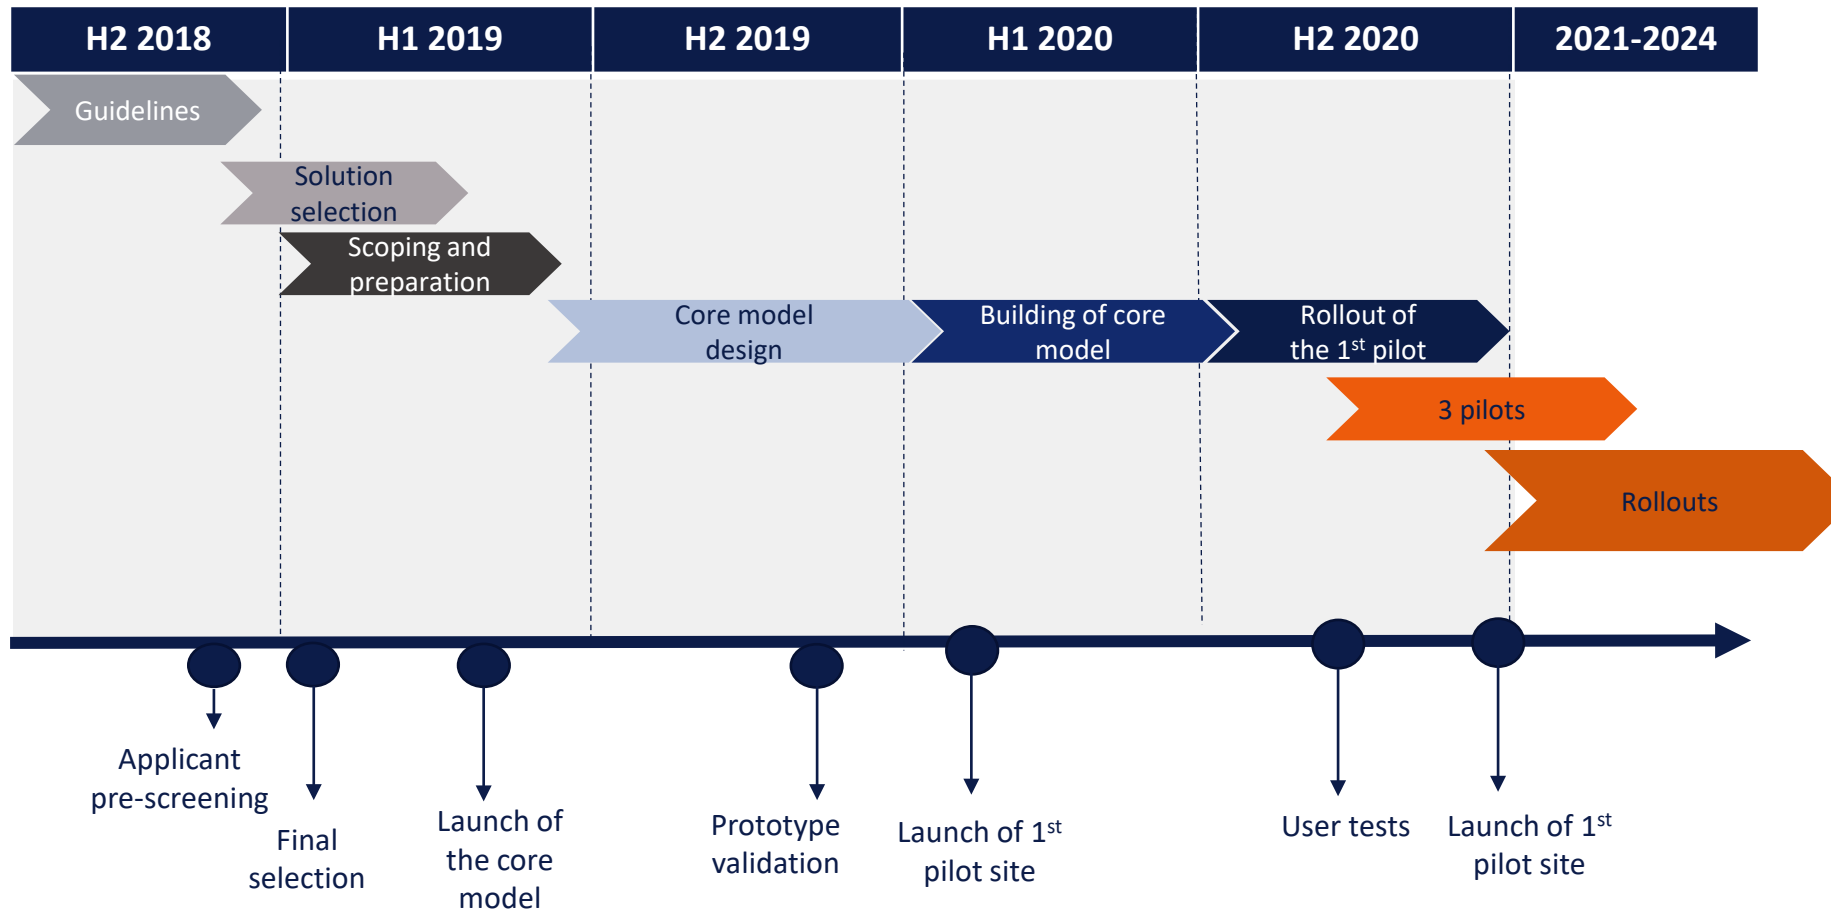 H2 2018
H1 2019
H2 2019
H1 2020
H2 2020
2021-2024
Guidelines
Solution
selection
Scoping and
preparation
Core model
design
Building of core
model
Rollout of
the 1st pilot
3 pilots
Rollouts
Applicant
pre-screening
Final
selection
Launch of
the core
model
Prototype
validation
Launch of 1st
pilot site
User tests
Launch of 1st
pilot site